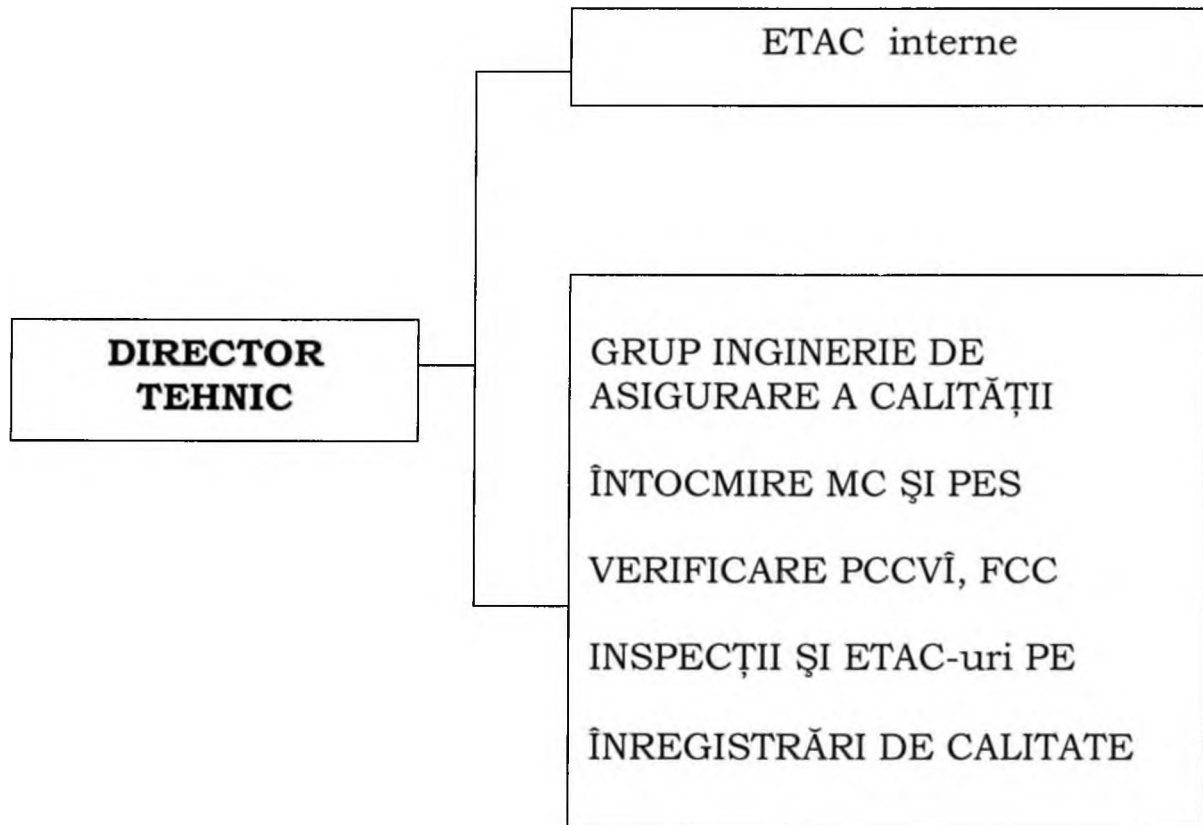 ETAC interne
DIRECTOR
TEHNIC
GRUP INGINERIE DE
ASIGURARE A CALITĂȚII
ÎNTOCMIRE MC ŞI PES
VERIFICARE PCCVÎ, FCC
INSPECȚII ŞI ETAC-uri PE
ÎNREGISTRĂRI DE CALITATE